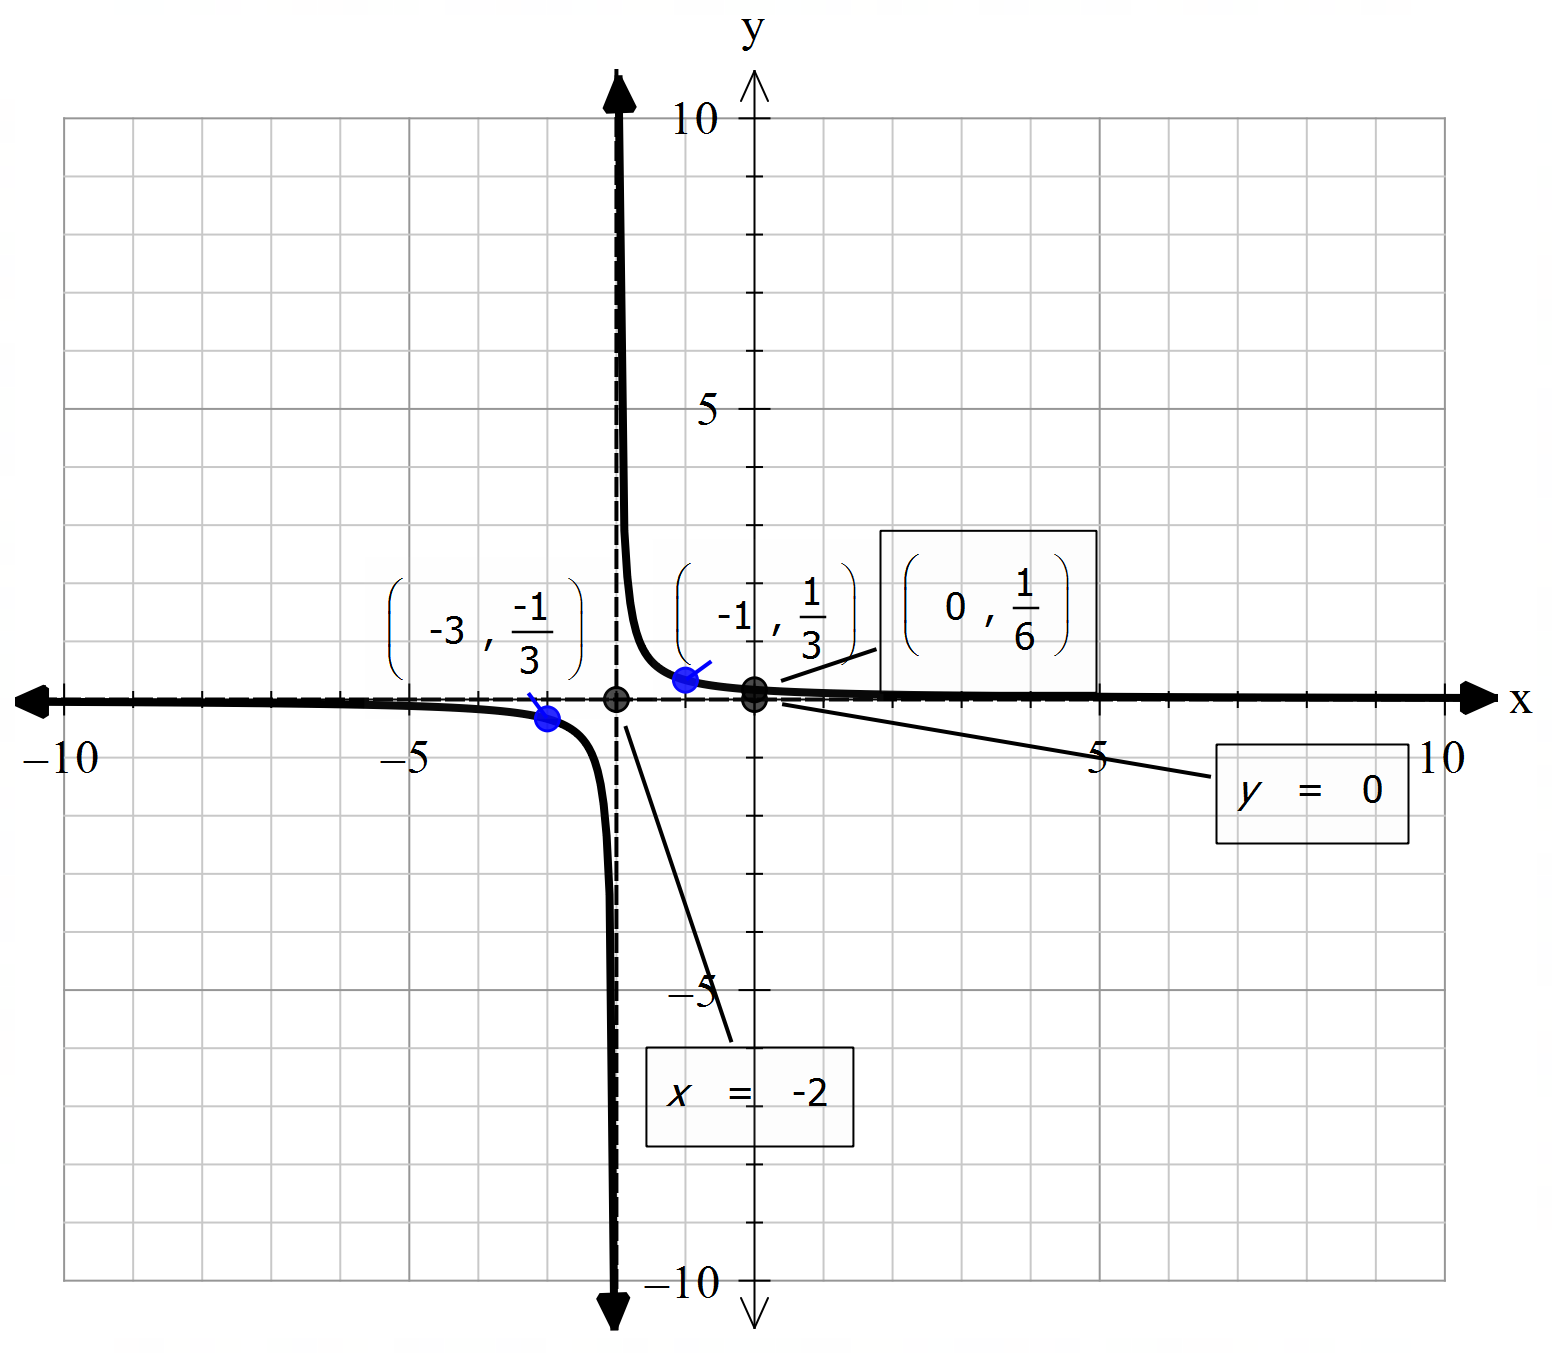 y
10
5
( -3 , -1/3 )
( -1 , 1/3 )
( 0 , 1/6 )
x
–10
–5
5
10
y = 0
–5
x = -2
–10